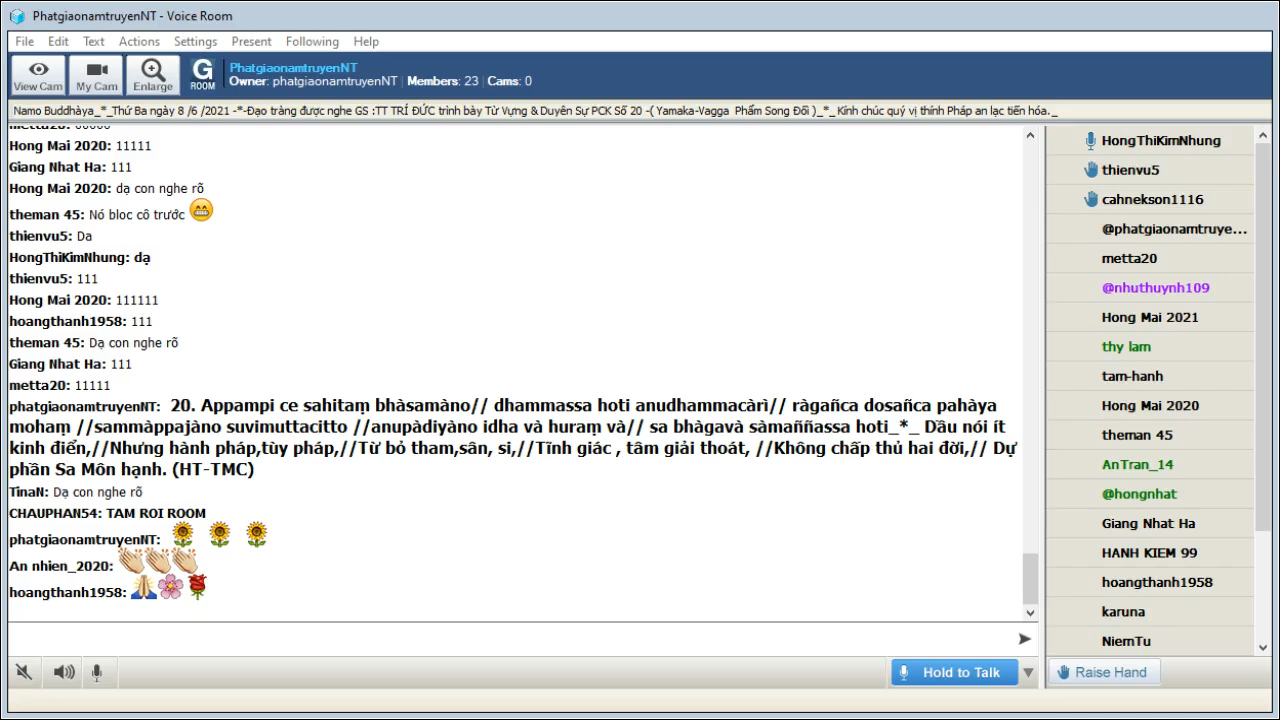 PhatgiaonamtruyenNT - Voice Room
File Edit Text Actions Settings Present Following Help
View Cam My Cam Enlarge G ROOM
PhatgiaonamtruyenNT
Owner: phatgiaonamtruyenNT Members: 23 Cams: 0
Namo Buddhàya_*_Thứ Ba ngày 8 /6 /2021 -*-Đạo tràng được nghe GS :TT TRÍ ĐỨC trình bày Từ Vựng & Duyên Sự PCK Số 20 -( Yamaka-Vagga Phẩm Song Đối )_*_ Kính chúc quý vị thính Pháp an lạc tiến hóa._
Hong Mai 2020: 11111
Giang Nhat Ha: 111
Hong Mai 2020: dạ con nghe rõ
theman 45: Nó bloc cô trước
thienvu5: Da
HongThiKimNhung: dạ
thienvu5: 111
Hong Mai 2020: 111111
hoangthanh1958: 111
theman 45: Dạ con nghe rõ
Giang Nhat Ha: 111
metta20: 11111
phatgiaonamtruyenNT: 20. Appampi ce sahitaṃ bhàsamàno// dhammassa hoti anudhammacàrì// ràgañca dosañca pahàya
mohaṃ //sammàppajàno suvimuttacitto //anupàdiyàno idha và huraṃ và// sa bhàgavà sàmaññassa hoti_*_ Dầu nói ít
kinh điển,//Nhưng hành pháp,tùy pháp,//Từ bỏ tham,sân, si,//Tĩnh giác , tâm giải thoát, //Không chấp thủ hai đời,// Dự
phần Sa Môn hạnh. (HT-TMC)
TinaN: Dạ con nghe rõ
CHAUPHAN54: TAM ROI ROOM
phatgiaonamtruyenNT:
An nhien_2020:
hoangthanh1958:
HongThiKimNhung
thienvu5
cahnekson1116
@phatgiaonamtruye...
metta20
@nhuthuynh109
Hong Mai 2021
thy lam
tam-hanh
Hong Mai 2020
theman 45
AnTran_14
@hongnhat
Giang Nhat Ha
HANH KIEM 99
hoangthanh1958
karuna
NiemTu
Hold to Talk
Raise Hand